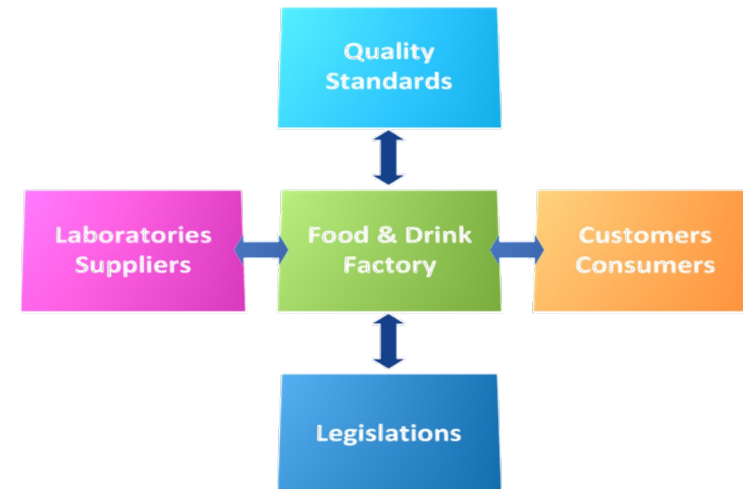 Quality
Standards
Laboratories
Suppliers
Food & Drink
Factory
Customers
Consumers
Legislations